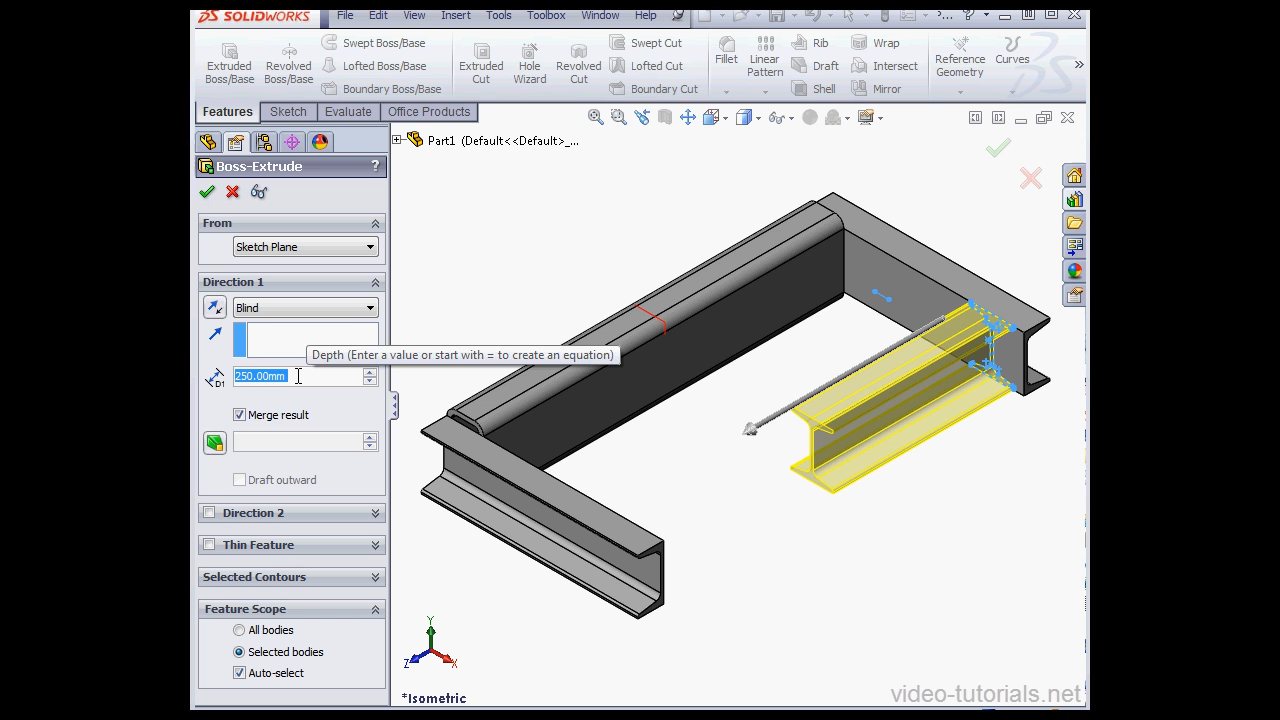 SOLIDWORKS File Edit View Insert Tools Toolbox Window Help
Extruded Boss/Base
Revolved Boss/Base
Swept Boss/Base
Lofted Boss/Base
Boundary Boss/Base
Extruded Cut
Hole Wizard
Revolved Cut
Swept Cut
Lofted Cut
Boundary Cut
Fillet
Linear Pattern
Rib
Draft
Shell
Wrap
Intersect
Mirror
Reference Geometry
Curves
Features Sketch Evaluate Office Products
Part1 (Default<<Default>_...
Boss-Extrude ?
From
Sketch Plane
Direction 1
Blind
Depth (Enter a value or start with = to create an equation)
D1 250.00mm
Merge result
Draft outward
Direction 2
Thin Feature
Selected Contours
Feature Scope
All bodies
Selected bodies
Auto-select
Y
Z X
*Isometric
video-tutorials.net